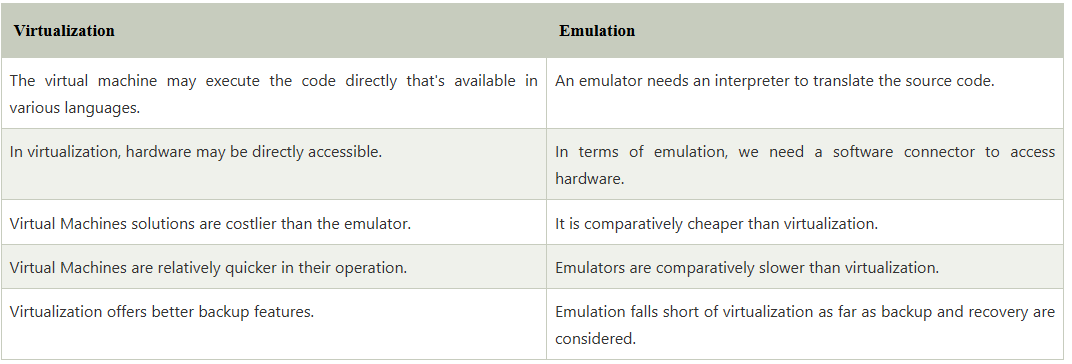 Virtualization
Emulation
The virtual machine may execute the code directly that's available in
various languages.
An emulator needs an interpreter to translate the source code.
In virtualization, hardware may be directly accessible.
In terms of emulation, we need a software connector to access
hardware.
Virtual Machines solutions are costlier than the emulator.
It is comparatively cheaper than virtualization.
Virtual Machines are relatively quicker in their operation.
Emulators are comparatively slower than virtualization.
Virtualization offers better backup features.
Emulation falls short of virtualization as far as backup and recovery are
considered.